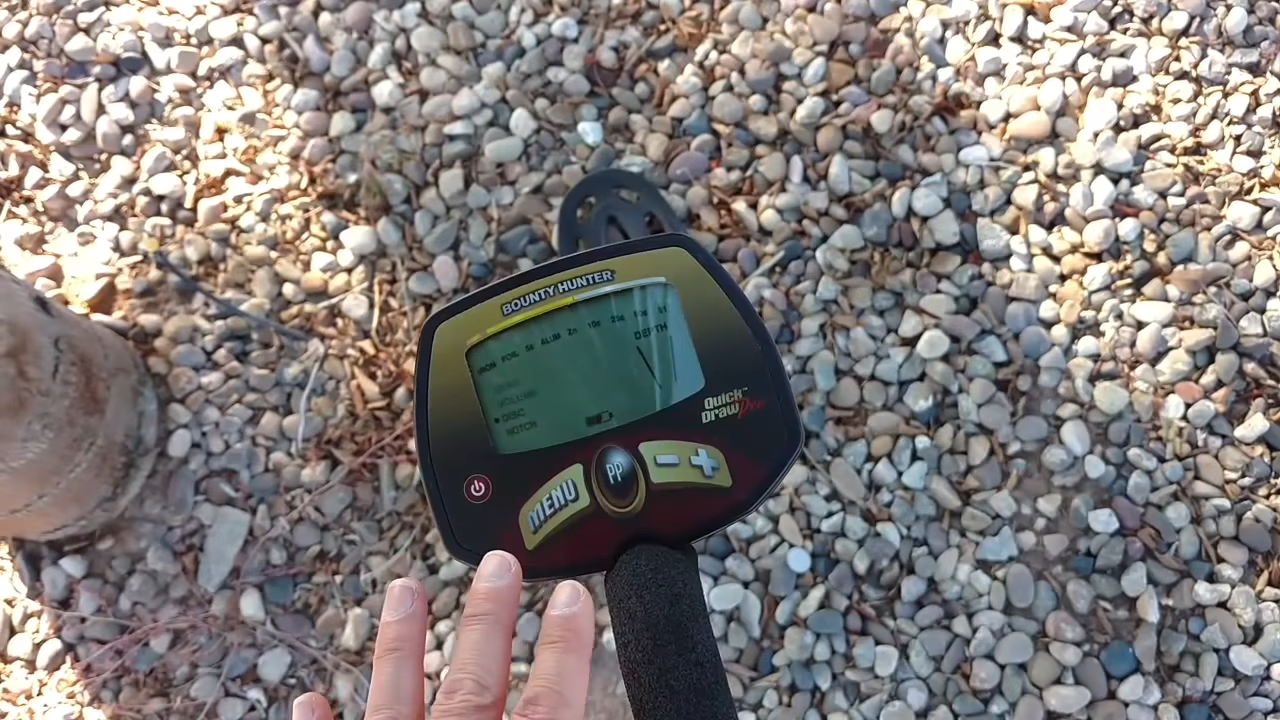 BOUNTY HUNTER
IRON FOIL 5¢ ALUM Zn 10¢ 25¢ 50¢ $1
DEPTH
VOLUME
DISC
NOTCH
Quick™
Draw Pro
PP
MENU
- +